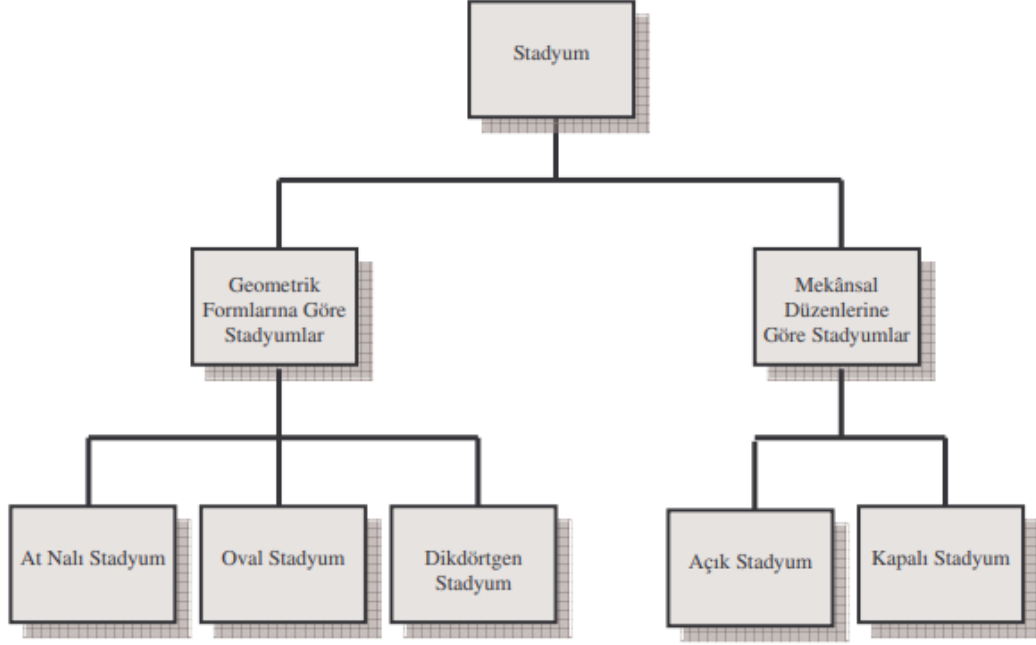 Stadyum
Geometrik
Formlarına Göre
Stadyumlar
Mekânsal
Düzenlerine
Göre Stadyumlar
At Nalı Stadyum
Oval Stadyum
Dikdörtgen
Stadyum
Açık Stadyum
Kapalı Stadyum